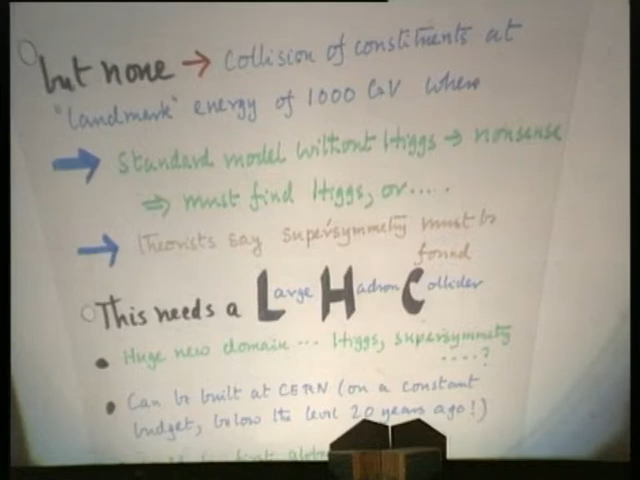 but none → Collision of constituents at
"landmark" energy of 1000 GeV where
→ Standard model without Higgs → nonsense
⇒ must find Higgs, or.....
→ Theorists say supersymmetry must be
found
This needs a Large Hadron Collider
• Huge new domain ... Higgs, supersymmetry
....?
• Can be built at CERN (on a constant
budget, below the level 20 years ago!)
first